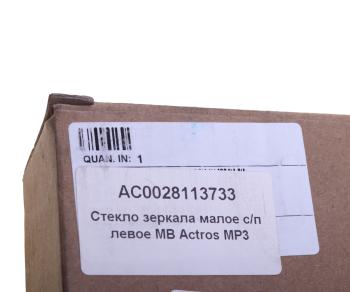 QUAN. IN: 1
AC0028113733
Стекло зеркала малое с/п
левое MB Actros MP3